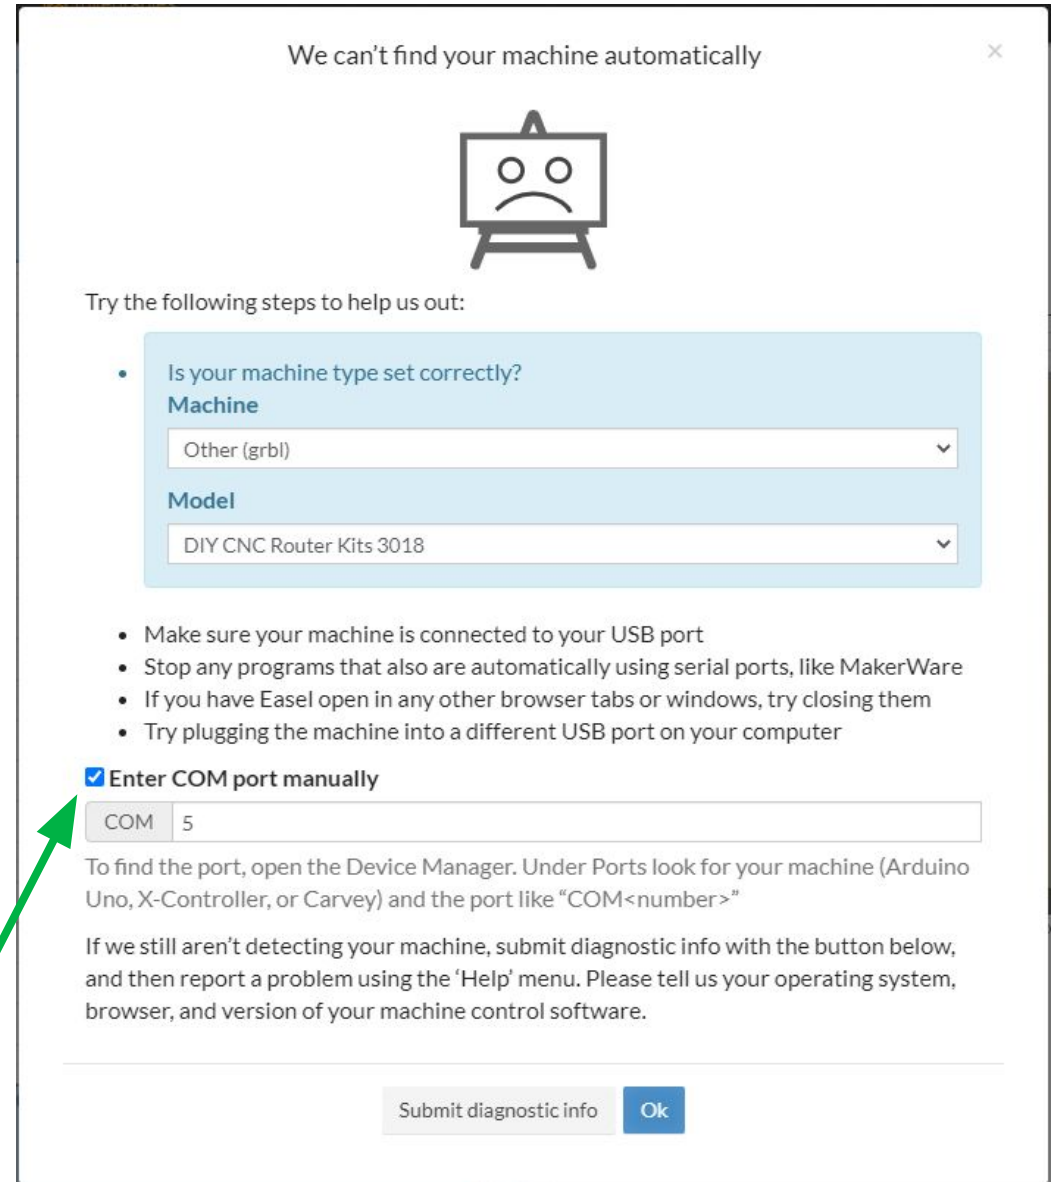 We can’t find your machine automatically
×
Try the following steps to help us out:
• Is your machine type set correctly?
Machine
Other (grbl)
Model
DIY CNC Router Kits 3018
• Make sure your machine is connected to your USB port
• Stop any programs that also are automatically using serial ports, like MakerWare
• If you have Easel open in any other browser tabs or windows, try closing them
• Try plugging the machine into a different USB port on your computer
Enter COM port manually
COM 5
To find the port, open the Device Manager. Under Ports look for your machine (Arduino
Uno, X-Controller, or Carvey) and the port like “COM<number>”
If we still aren’t detecting your machine, submit diagnostic info with the button below,
and then report a problem using the ‘Help’ menu. Please tell us your operating system,
browser, and version of your machine control software.
Submit diagnostic info Ok